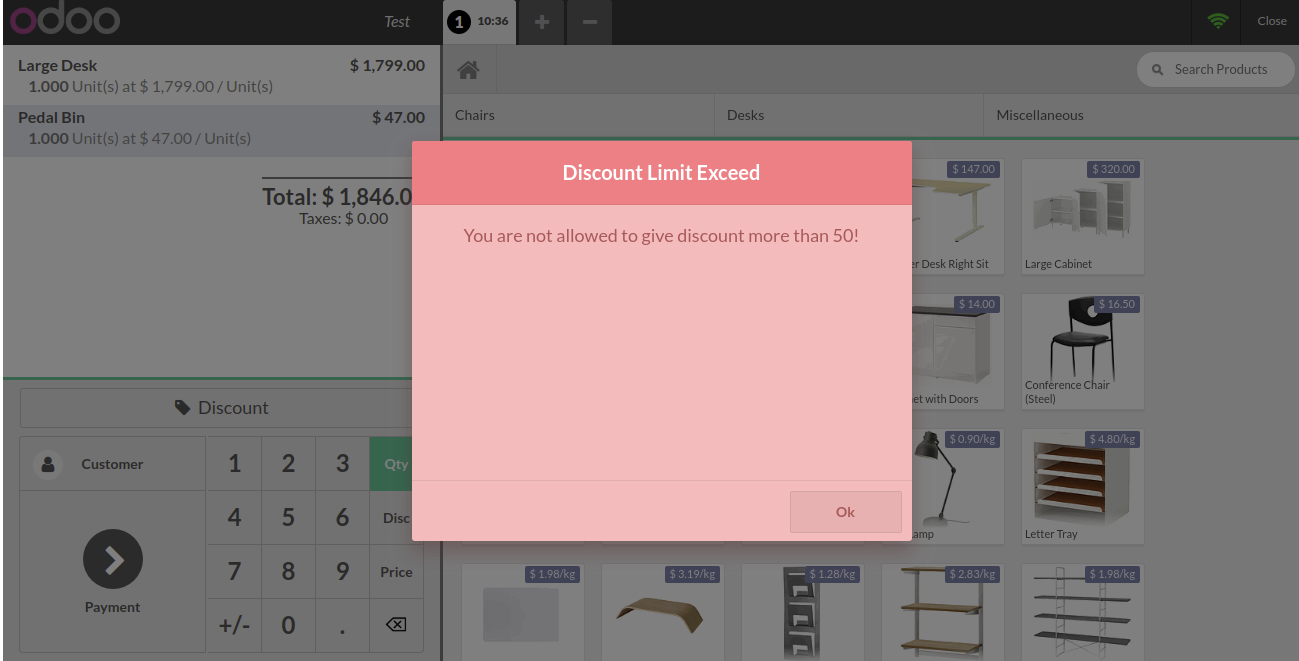 odoo
Test
1 10:36
Close
Large Desk $ 1,799.00
1.000 Unit(s) at $ 1,799.00 / Unit(s)
Pedal Bin $ 47.00
1.000 Unit(s) at $ 47.00 / Unit(s)
Total: $ 1,846.0
Taxes: $ 0.00
Search Products
Chairs
Desks
Miscellaneous
Discount Limit Exceed
You are not allowed to give discount more than 50!
Ok
$ 147.00
Desk Right Sit
$ 320.00
Large Cabinet
$ 14.00
with Doors
$ 16.50
Conference Chair
(Steel)
$ 0.90/kg
$ 4.80/kg
Letter Tray
$ 1.98/kg
$ 3.19/kg
$ 1.28/kg
$ 2.83/kg
$ 1.98/kg
Discount
Customer
Payment
1 2 3 Qty
4 5 6 Disc
7 8 9 Price
+/- 0 .